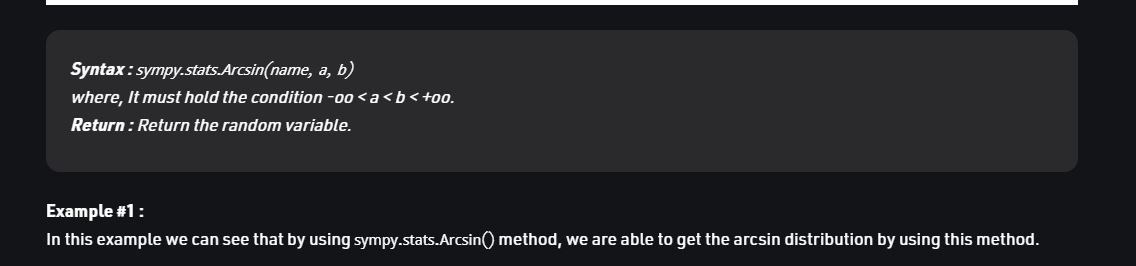 Syntax : sympy.stats.Arcsin(name, a, b)
where, It must hold the condition -oo < a < b < +oo.
Return : Return the random variable.
Example #1 :
In this example we can see that by using sympy.stats.Arcsin() method, we are able to get the arcsin distribution by using this method.